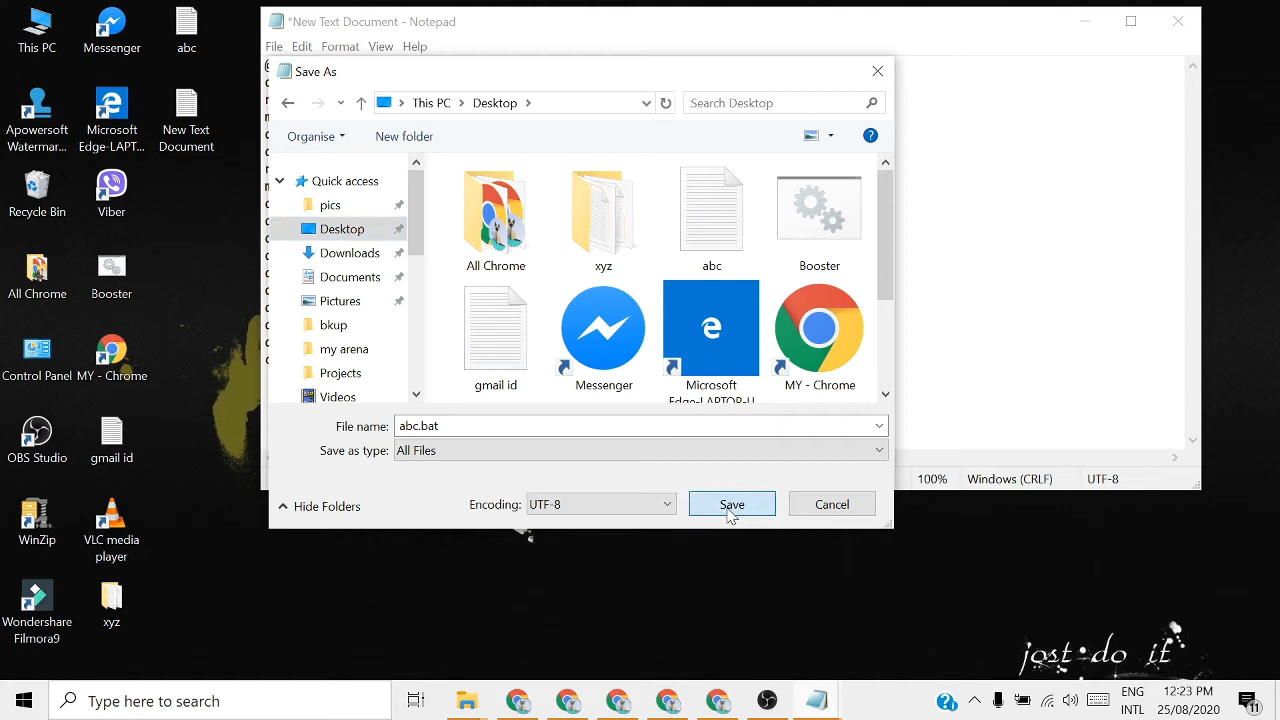 This PC
Messenger
abc
Apowersoft
Watermar...
Microsoft
Edge-LAPT...
New Text
Document
Recycle Bin
Viber
All Chrome
Booster
Control Panel
MY - Chrome
OBS Studio
gmail id
WinZip
VLC media
player
Wondershare
Filmora9
xyz
*New Text Document - Notepad
File Edit Format View Help
Save As
This PC > Desktop >
Search Desktop
Organise
New folder
Quick access
pics
Desktop
Downloads
Documents
Pictures
bkup
my arena
Projects
Videos
All Chrome
xyz
abc
Booster
gmail id
Messenger
Microsoft
Edge-LAPTOP-U
MY - Chrome
File name: abc.bat
Save as type: All Files
Hide Folders
Encoding: UTF-8
Save
Cancel
100% Windows (CRLF) UTF-8
just do it
Type here to search
ENG
INTL
12:23 PM
25/08/2020
11